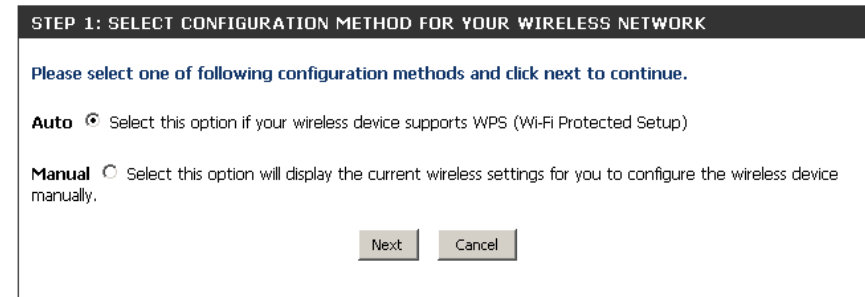 STEP 1: SELECT CONFIGURATION METHOD FOR YOUR WIRELESS NETWORK
Please select one of following configuration methods and click next to continue.
Auto Select this option if your wireless device supports WPS (Wi-Fi Protected Setup)
Manual Select this option will display the current wireless settings for you to configure the wireless device
manually.
Next Cancel